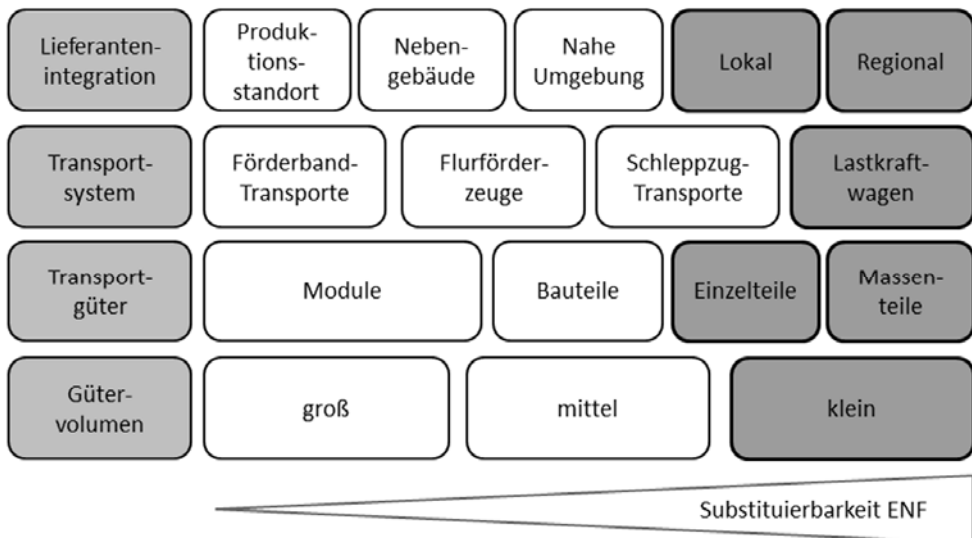 Lieferanten-
integration
Produk-
tions-
standort
Neben-
gebäude
Nahe
Umgebung
Lokal
Regional
Transport-
system
Förderband-
Transporte
Flurförder-
zeuge
Schleppzug-
Transporte
Lastkraft-
wagen
Transport-
güter
Module
Bauteile
Einzelteile
Massen-
teile
Güter-
volumen
groß
mittel
klein
Substituierbarkeit ENF